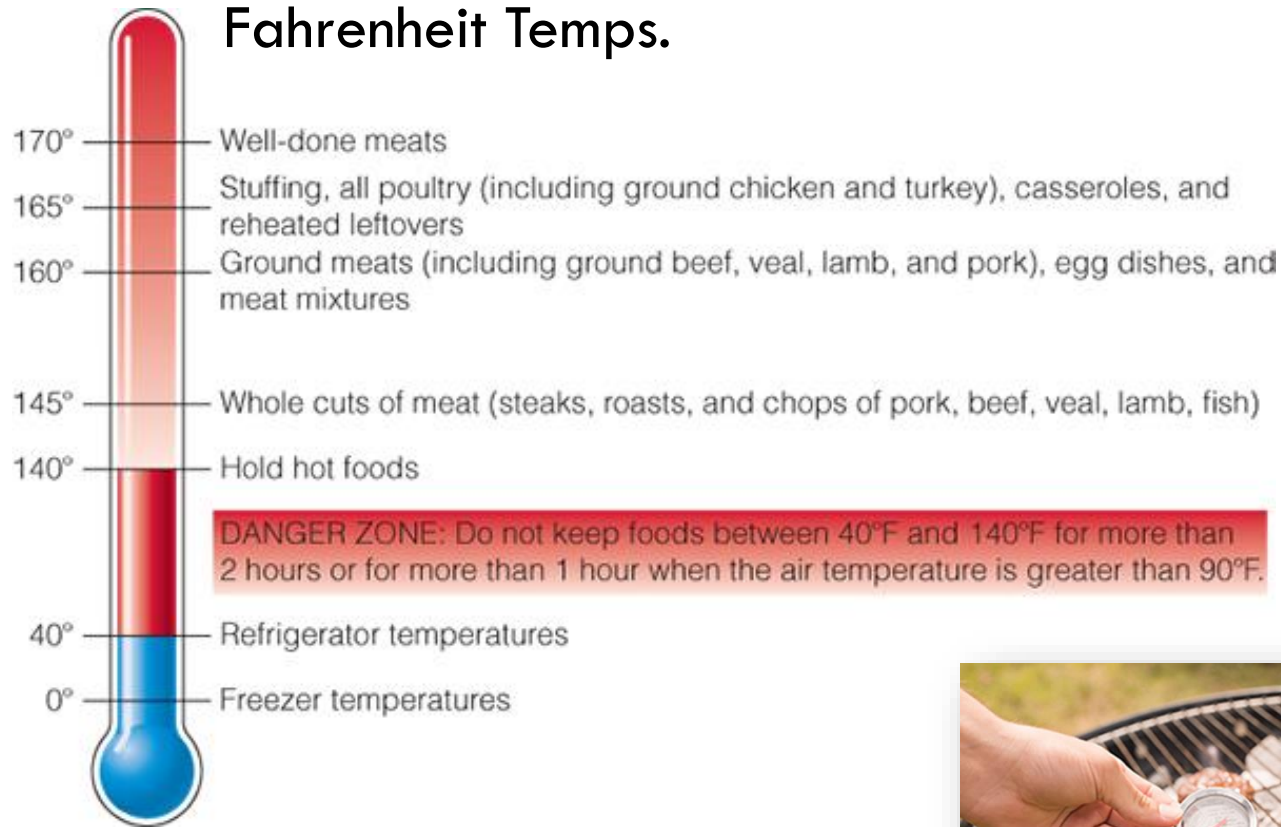 Fahrenheit Temps.
170° Well-done meats
165° Stuffing, all poultry (including ground chicken and turkey), casseroles, and
reheated leftovers
160° Ground meats (including ground beef, veal, lamb, and pork), egg dishes, and
meat mixtures
145° Whole cuts of meat (steaks, roasts, and chops of pork, beef, veal, lamb, fish)
140° Hold hot foods
DANGER ZONE: Do not keep foods between 40°F and 140°F for more than
2 hours or for more than 1 hour when the air temperature is greater than 90°F.
40° Refrigerator temperatures
0° Freezer temperatures